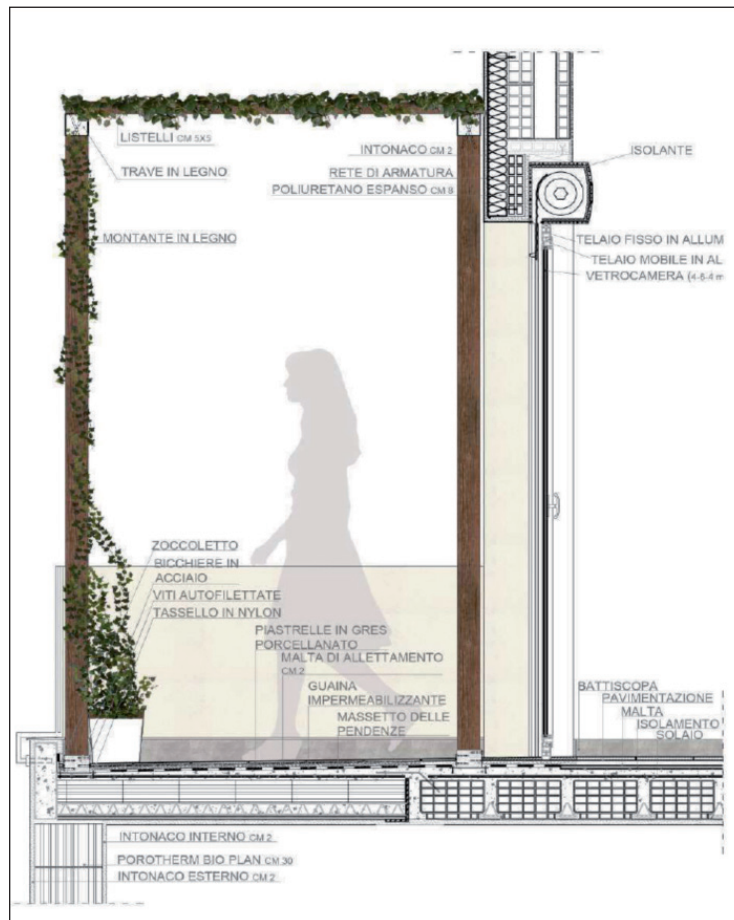 LISTELLI CM 5X5
TRAVE IN LEGNO
INTONACO CM 2
RETE DI ARMATURA
POLIURETANO ESPANSO CM 8
ISOLANTE
MONTANTE IN LEGNO
TELAIO FISSO IN ALLUM
TELAIO MOBILE IN AL
VETROCAMERA (4-6-4 m
ZOCCOLETTO
BICCHIERE IN
ACCIAIO
VITI AUTOFILETTATE
TASSELLO IN NYLON
PIASTRELLE IN GRES
PORCELLANATO
MALTA DI ALLETTAMENTO
CM 2
GUAINA
IMPERMEABILIZZANTE
MASSETTO DELLE
PENDENZE
BATTISCOPA
PAVIMENTAZIONE
MALTA
ISOLAMENTO
SOLAIO
INTONACO INTERNO CM 2
POROTHERM BIO PLAN CM 30
INTONACO ESTERNO CM 2